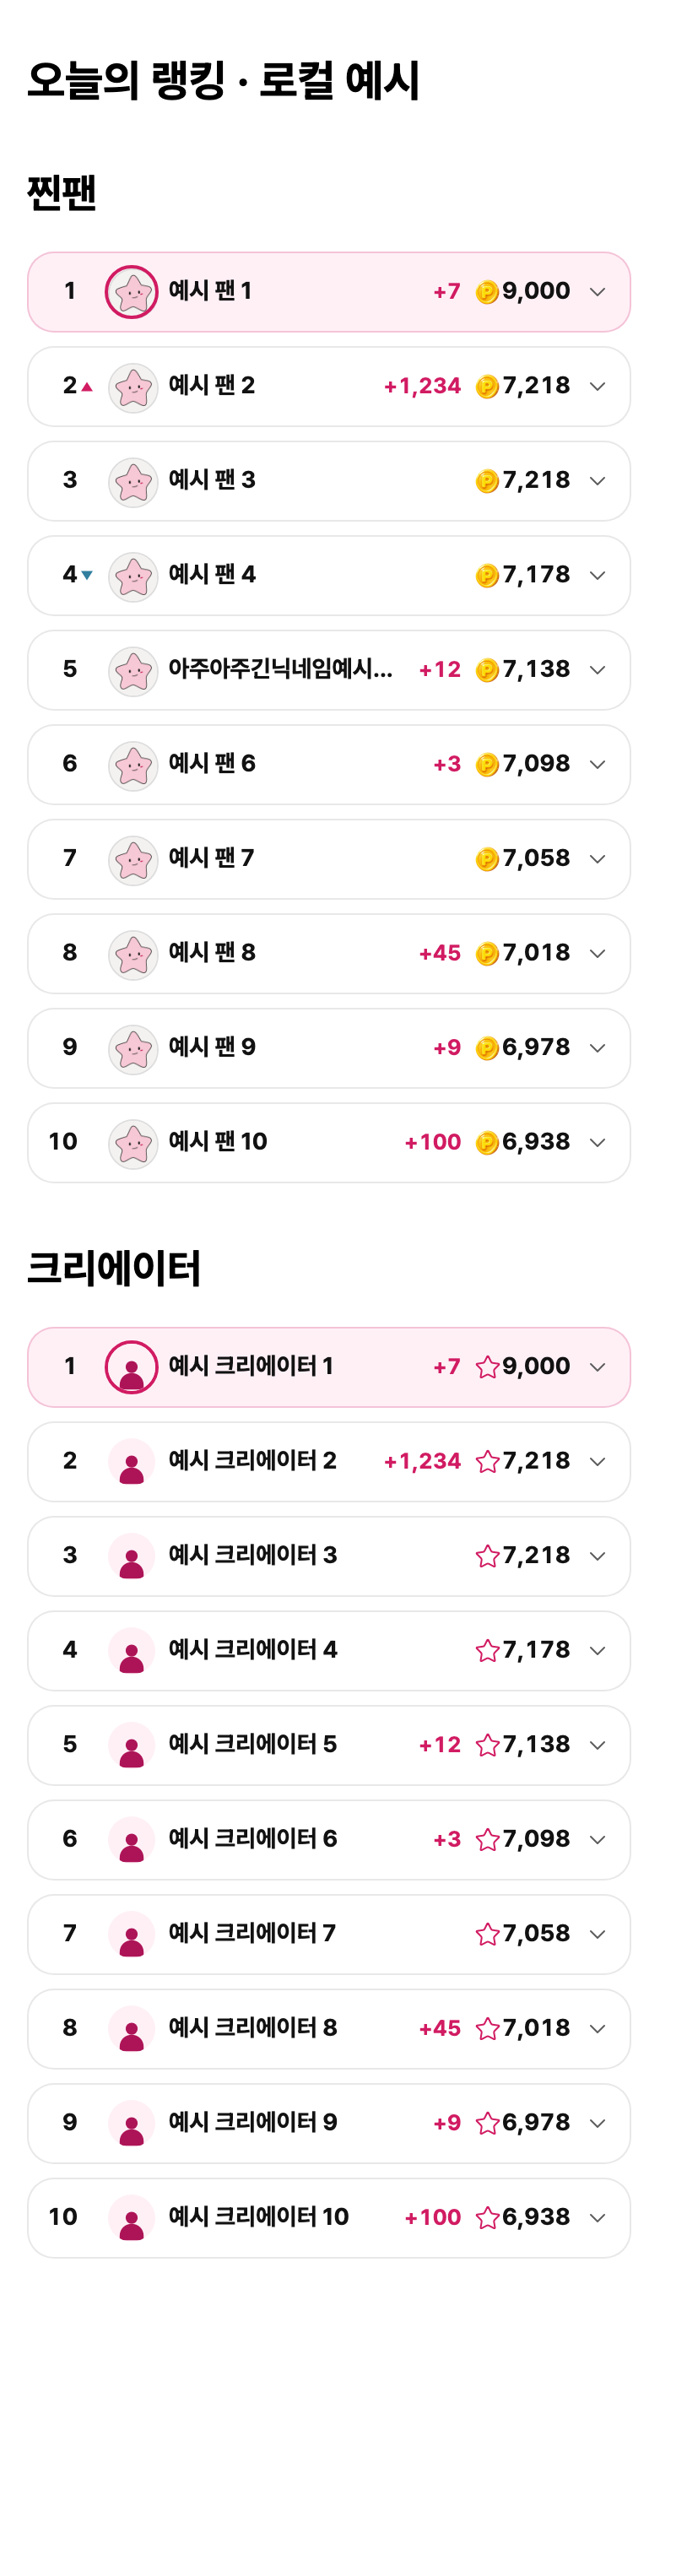 오늘의 랭킹 · 로컬 예시
찐팬
1 예시 팬 1 +7 P 9,000
2▲ 예시 팬 2 +1,234 P 7,218
3 예시 팬 3 P 7,218
4▼ 예시 팬 4 P 7,178
5 아주아주긴닉네임예시... +12 P 7,138
6 예시 팬 6 +3 P 7,098
7 예시 팬 7 P 7,058
8 예시 팬 8 +45 P 7,018
9 예시 팬 9 +9 P 6,978
10 예시 팬 10 +100 P 6,938
크리에이터
1 예시 크리에이터 1 +7 9,000
2 예시 크리에이터 2 +1,234 7,218
3 예시 크리에이터 3 7,218
4 예시 크리에이터 4 7,178
5 예시 크리에이터 5 +12 7,138
6 예시 크리에이터 6 +3 7,098
7 예시 크리에이터 7 7,058
8 예시 크리에이터 8 +45 7,018
9 예시 크리에이터 9 +9 6,978
10 예시 크리에이터 10 +100 6,938